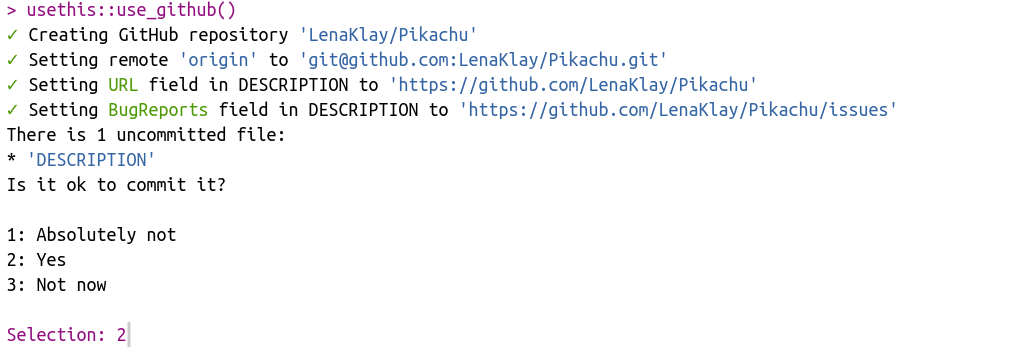 > usethis::use_github()
✓ Creating GitHub repository 'LenaKlay/Pikachu'
✓ Setting remote 'origin' to 'git@github.com:LenaKlay/Pikachu.git'
✓ Setting URL field in DESCRIPTION to 'https://github.com/LenaKlay/Pikachu'
✓ Setting BugReports field in DESCRIPTION to 'https://github.com/LenaKlay/Pikachu/issues'
There is 1 uncommitted file:
* 'DESCRIPTION'
Is it ok to commit it?
1: Absolutely not
2: Yes
3: Not now
Selection: 2